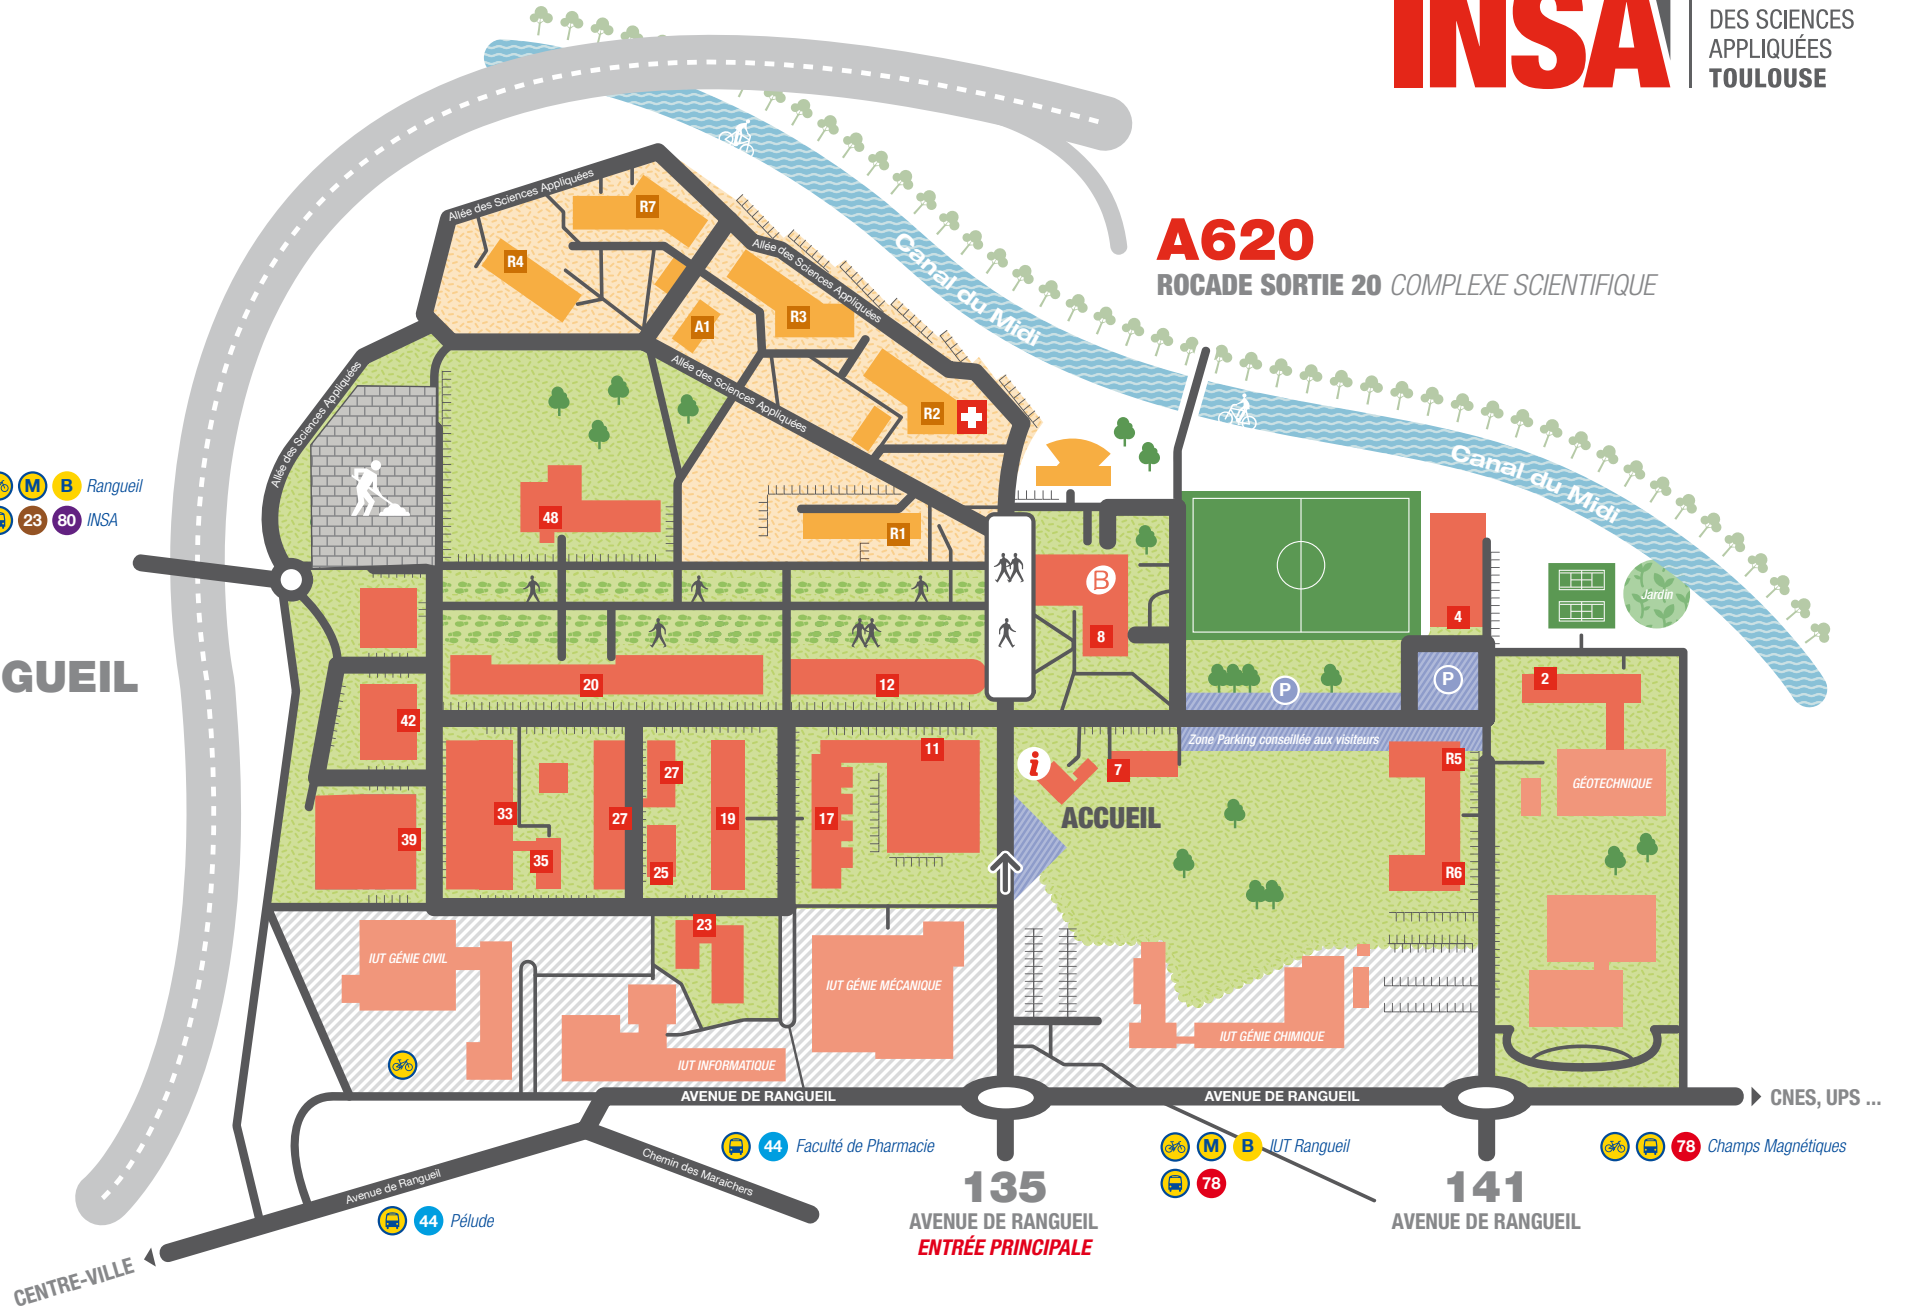 INSA
DES SCIENCES
APPLIQUÉES
TOULOUSE
A620
ROCADE SORTIE 20 COMPLEXE SCIENTIFIQUE
Canal du Midi
Canal du Midi
Allée des Sciences Appliquées
Allée des Sciences Appliquées
Allée des Sciences Appliquées
Allée des Sciences Appliquées
R7
R4
R3
A1
R2
R1
M B Rangueil
23 80 INSA
GUEIL
48
B
8
4
Jardin
20
12
P
P
2
42
Zone Parking conseillée aux visiteurs
11
i
7
R5
27
GÉOTECHNIQUE
33
27
19
17
ACCUEIL
39
35
25
R6
23
IUT GÉNIE CIVIL
IUT GÉNIE MÉCANIQUE
IUT GÉNIE CHIMIQUE
IUT INFORMATIQUE
AVENUE DE RANGUEIL
AVENUE DE RANGUEIL
CNES, UPS ...
44 Faculté de Pharmacie
M B IUT Rangueil
78
78 Champs Magnétiques
Chemin des Maraichers
Avenue de Rangueil
44 Pélude
135
AVENUE DE RANGUEIL
ENTRÉE PRINCIPALE
141
AVENUE DE RANGUEIL
CENTRE-VILLE